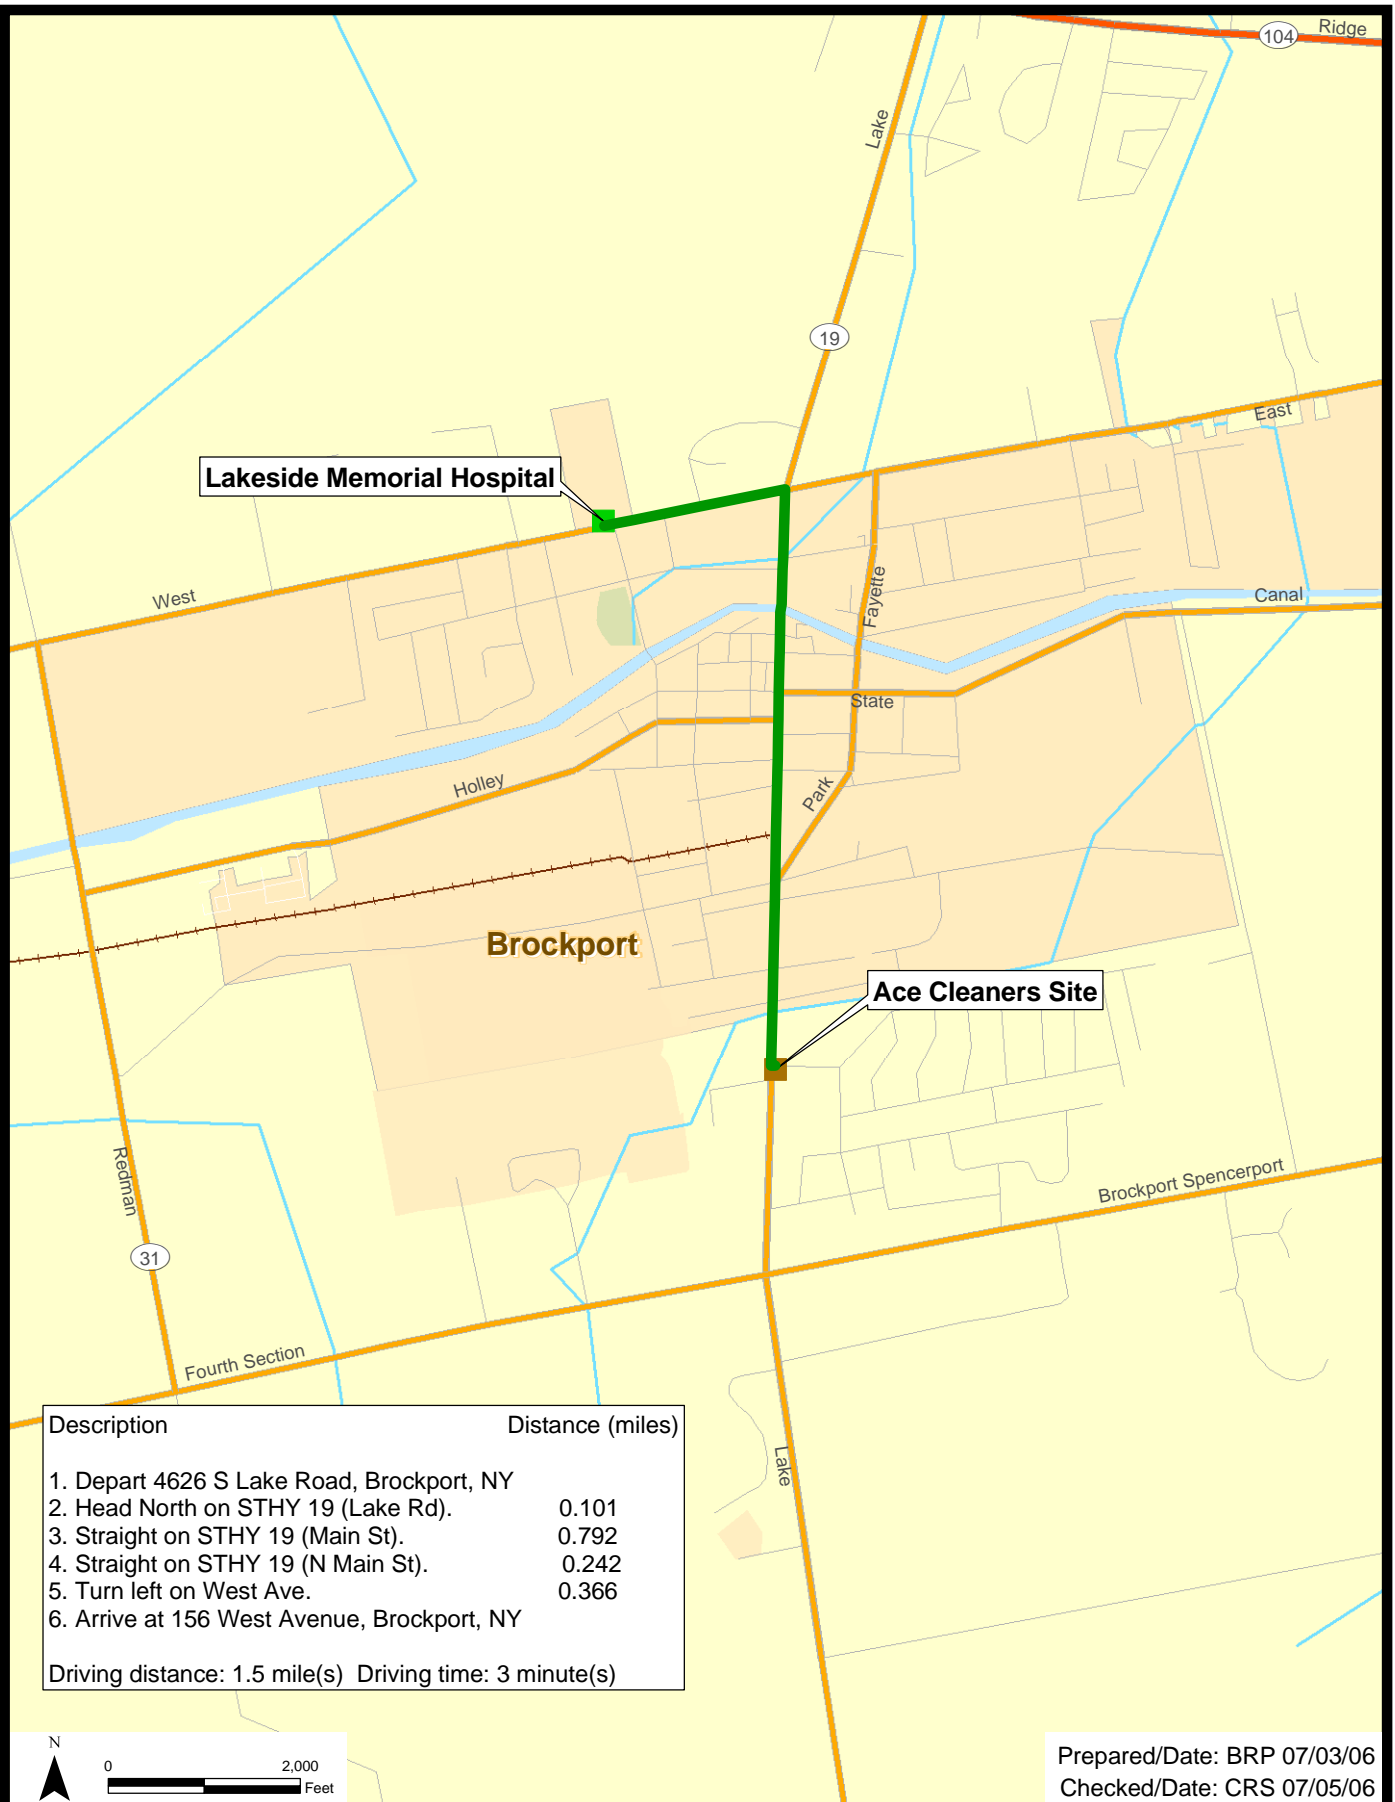 104
Ridge
Lake
19
East
Lakeside Memorial Hospital
West
Fayette
Canal
State
Holley
Park
Brockport
Ace Cleaners Site
Redman
Brockport Spencerport
31
Fourth Section
Lake
Description Distance (miles)
1. Depart 4626 S Lake Road, Brockport, NY
2. Head North on STHY 19 (Lake Rd). 0.101
3. Straight on STHY 19 (Main St). 0.792
4. Straight on STHY 19 (N Main St). 0.242
5. Turn left on West Ave. 0.366
6. Arrive at 156 West Avenue, Brockport, NY
Driving distance: 1.5 mile(s) Driving time: 3 minute(s)
N
0 2,000
Feet
Prepared/Date: BRP 07/03/06
Checked/Date: CRS 07/05/06